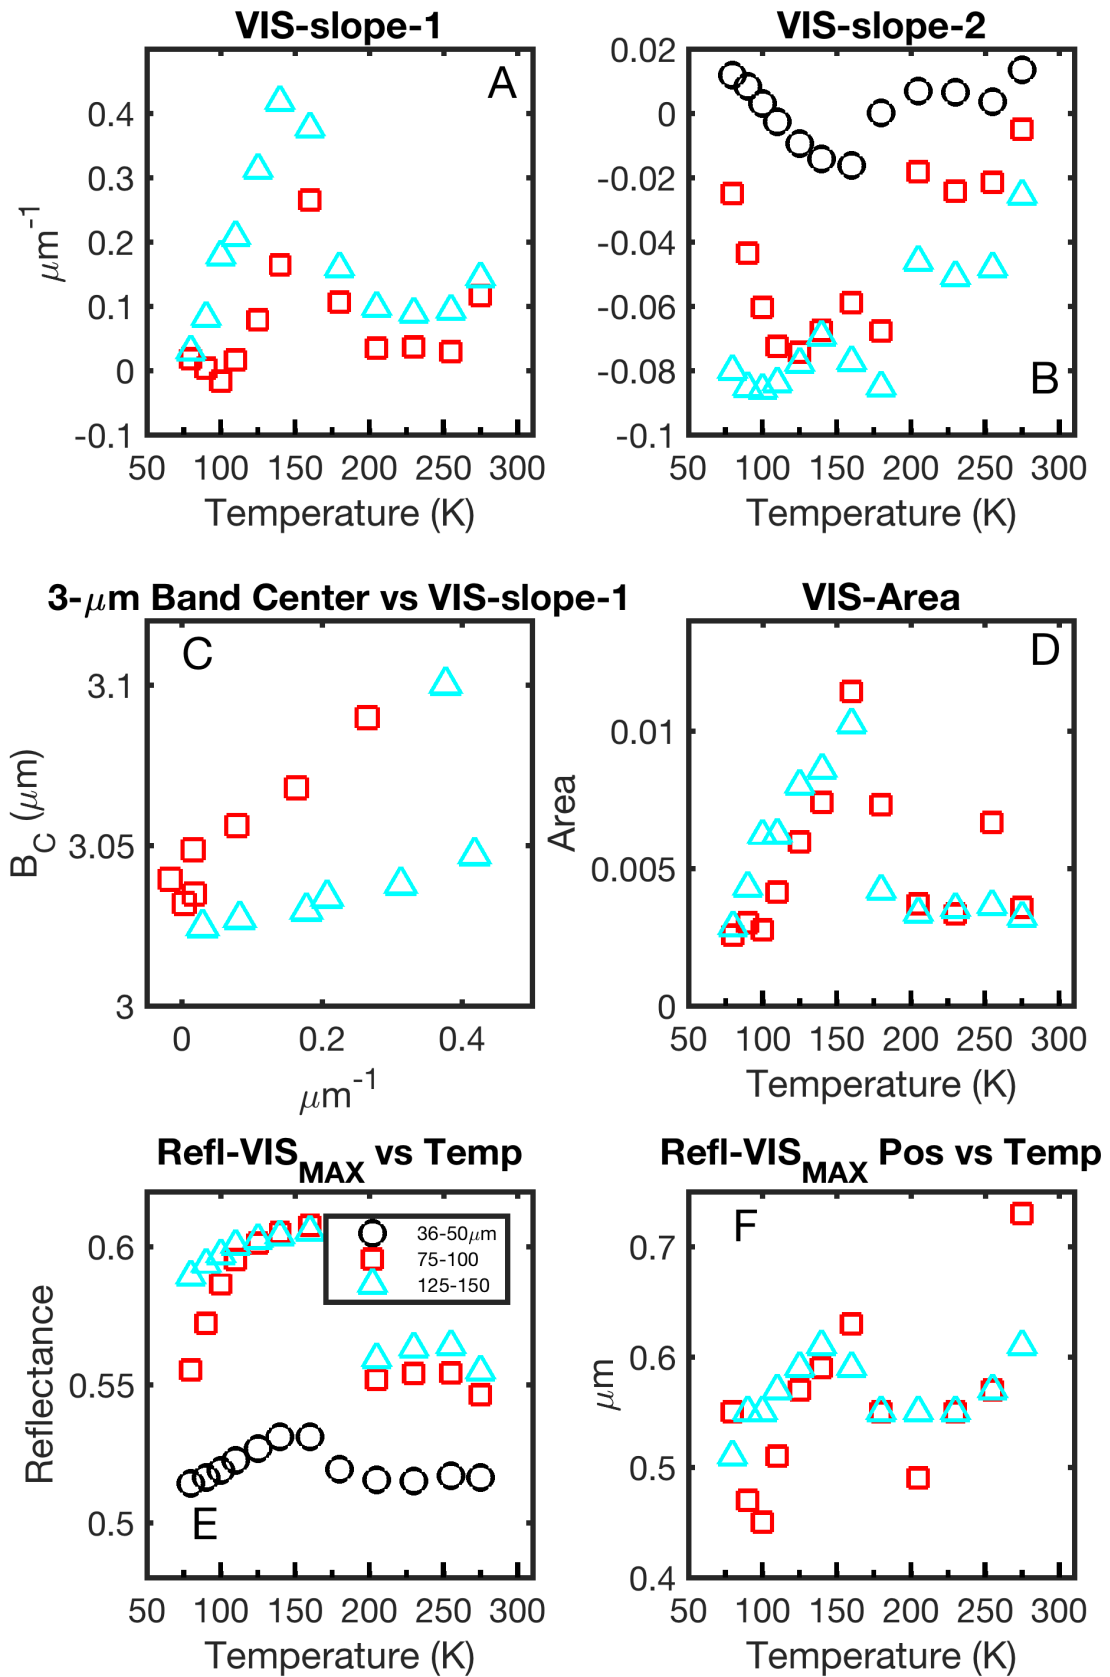 VIS-slope-1
VIS-slope-2
A
μm-1
0.4
0.3
0.2
0.1
0
-0.1
50 100 150 200 250 300
Temperature (K)
0.02
0
-0.02
-0.04
-0.06
-0.08
-0.1
B
50 100 150 200 250 300
Temperature (K)
3-μm Band Center vs VIS-slope-1
C
BC (μm)
3.1
3.05
3
0 0.2 0.4
μm-1
VIS-Area
D
Area
0.01
0.005
0
50 100 150 200 250 300
Temperature (K)
Refl-VISMAX vs Temp
Reflectance
0.6
0.55
0.5
36-50μm
75-100
125-150
E
50 100 150 200 250 300
Temperature (K)
Refl-VISMAX Pos vs Temp
F
μm
0.7
0.6
0.5
0.4
50 100 150 200 250 300
Temperature (K)